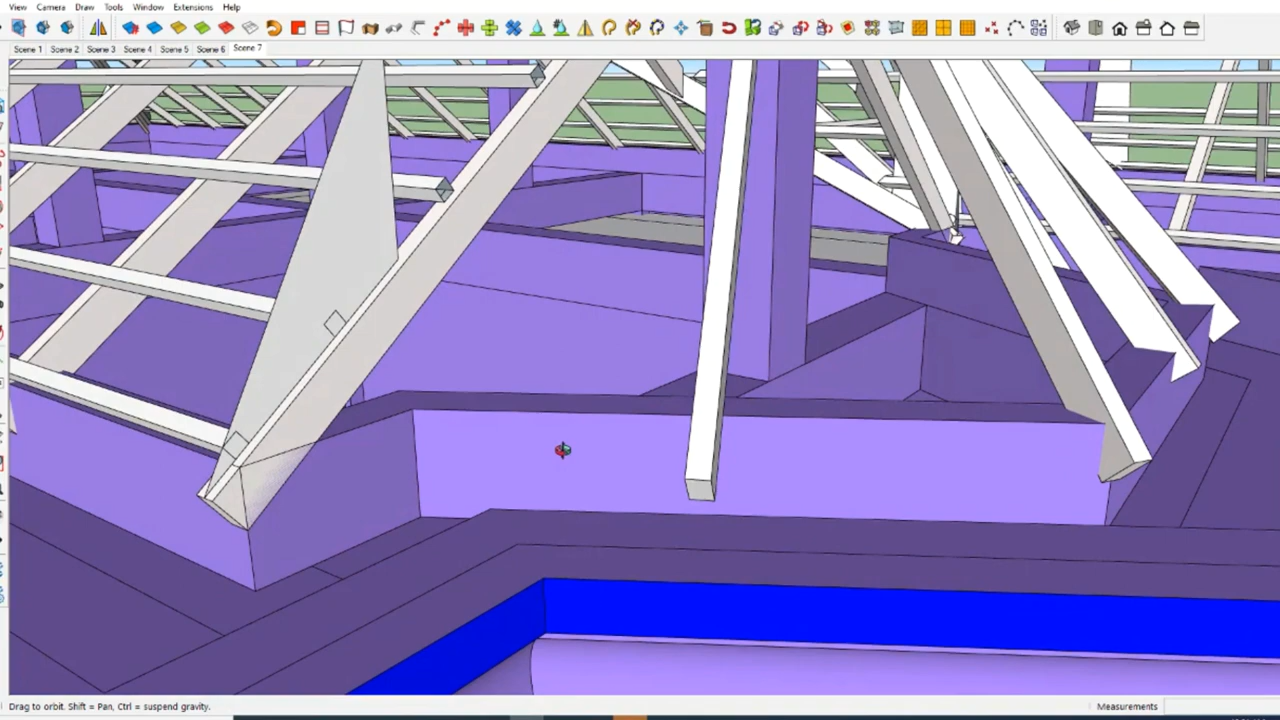 View Camera Draw Tools Window Extensions Help
Scene 1 Scene 2 Scene 3 Scene 4 Scene 5 Scene 6 Scene 7
Drag to orbit. Shift = Pan, Ctrl = suspend gravity. Measurements